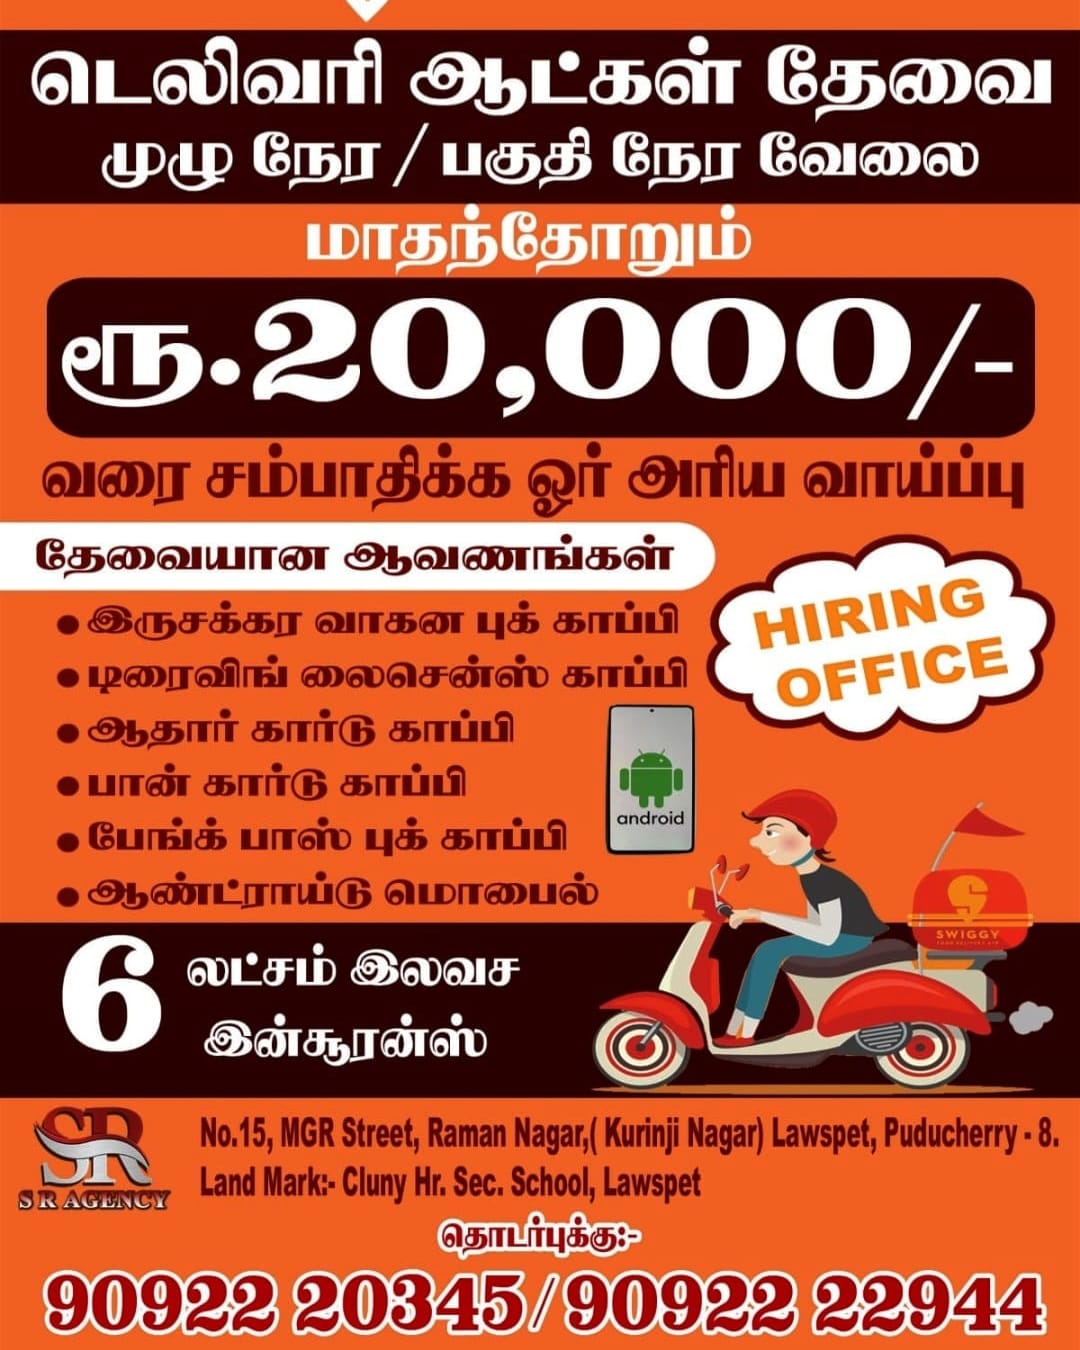 டெலிவரி ஆட்கள் தேவை
முழு நேர / பகுதி நேர வேலை
மாதந்தோறும்
ரூ.20,000/-
வரை சம்பாதிக்க ஓர் அரிய வாய்ப்பு
தேவையான ஆவணங்கள்
HIRING
OFFICE
• இருசக்கர வாகன புக் காப்பி
• டிரைவிங் லைசென்ஸ் காப்பி
• ஆதார் கார்டு காப்பி
• பான் கார்டு காப்பி
• பேங்க் பாஸ் புக் காப்பி
• ஆண்ட்ராய்டு மொபைல்
android
SWIGGY
6 லட்சம் இலவச
இன்சூரன்ஸ்
SR
S R AGENCY
No.15, MGR Street, Raman Nagar,( Kurinji Nagar) Lawspet, Puducherry - 8.
Land Mark:- Cluny Hr. Sec. School, Lawspet
தொடர்புக்கு:-
90922 20345/90922 22944